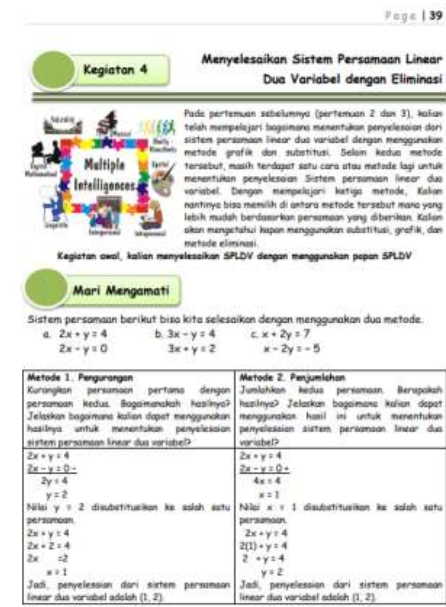 Page | 39
Kegiatan 4
Menyelesaikan Sistem Persamaan Linear
Dua Variabel dengan Eliminasi
Multiple
Intelligences
Musical
Spatial
Linguistic
Interpersonal
Intrapersonal
Pada pertemuan sebelumnya (pertemuan 2 dan 3), kalian
telah mempelajari bagaimana menentukan penyelesaian dari
sistem persamaan linear dua variabel dengan menggunakan
metode grafik dan substitusi. Selain kedua metode
tersebut, masih terdapat satu cara atau metode lagi untuk
menentukan penyelesaian Sistem persamaan linear dua
variabel. Dengan mempelajari ketiga metode, Kalian
nantinya bisa memilih di antara metode tersebut mana yang
lebih mudah berdasarkan persamaan yang diberikan. Kalian
akan mengetahui kapan menggunakan substitusi, grafik, dan
metode eliminasi.
Kegiatan awal, kalian menyelesaikan SPLDV dengan menggunakan papan SPLDV
Mari Mengamati
Sistem persamaan berikut bisa kita selesaikan dengan menggunakan dua metode.
a. 2x + y = 4 b. 3x - y = 4 c. x + 2y = 7
2x - y = 0 3x + y = 2 x - 2y = - 5
Metode 1. Pengurangan
Kurangkan persamaan pertama dengan
persamaan kedua. Bagaimanakah hasilnya?
Jelaskan bagaimana kalian dapat menggunakan
hasilnya untuk menentukan penyelesaian
sistem persamaan linear dua variabel?
2x + y = 4
2x - y = 0 -
2y = 4
y = 2
Nilai y = 2 disubstitusikan ke salah satu
persamaan.
2x + y = 4
2x + 2 = 4
2x =2
x = 1
Jadi, penyelesaian dari sistem persamaan
linear dua variabel adalah (1, 2).
Metode 2. Penjumlahan
Jumlahkan kedua persamaan. Berapakah
hasilnya? Jelaskan bagaimana kalian dapat
menggunakan hasil ini untuk menentukan
penyelesaian sistem persamaan linear dua
variabel?
2x + y = 4
2x - y = 0 +
4x = 4
x = 1
Nilai x = 1 disubstitusikan ke salah satu
persamaan.
2x + y = 4
2(1) + y = 4
2 + y = 4
y = 2
Jadi, penyelesaian dari sistem persamaan
linear dua variabel adalah (1, 2).